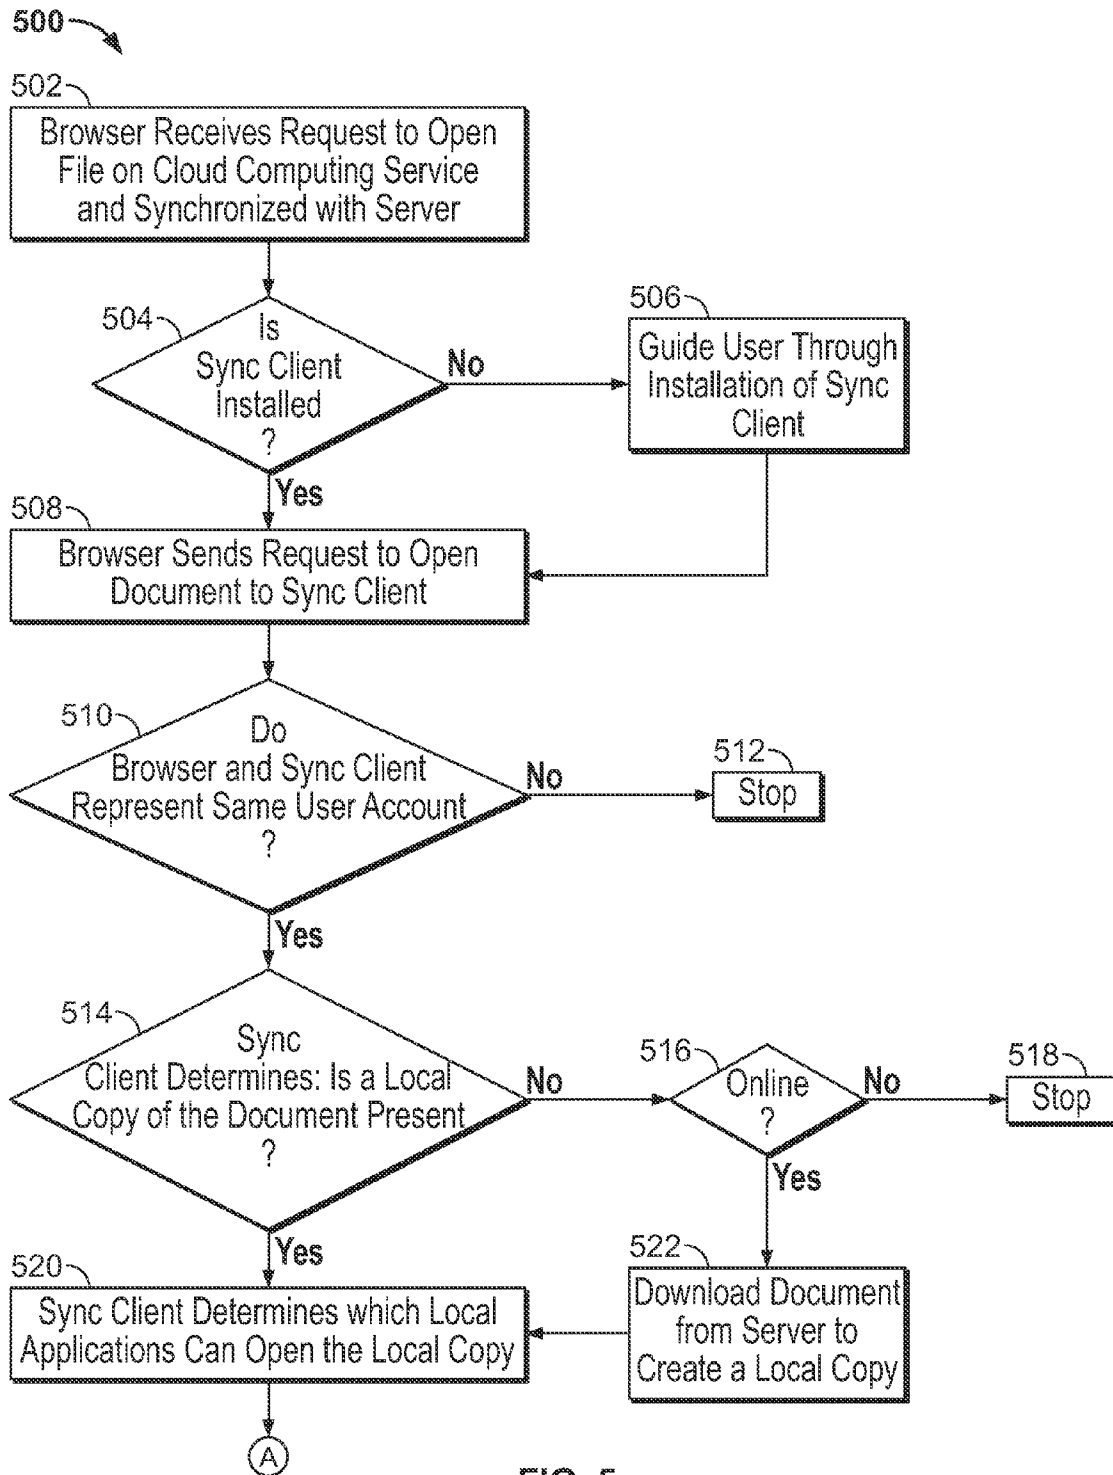 500
502
Browser Receives Request to Open
File on Cloud Computing Service
and Synchronized with Server
504
Is
Sync Client
Installed
?
No
506
Guide User Through
Installation of Sync
Client
Yes
508
Browser Sends Request to Open
Document to Sync Client
510
Do
Browser and Sync Client
Represent Same User Account
?
No
512
Stop
Yes
514
Sync
Client Determines: Is a Local
Copy of the Document Present
?
No
516
Online
?
No
518
Stop
Yes
Yes
520
Sync Client Determines which Local
Applications Can Open the Local Copy
522
Download Document
from Server to
Create a Local Copy
A
FIG. 5